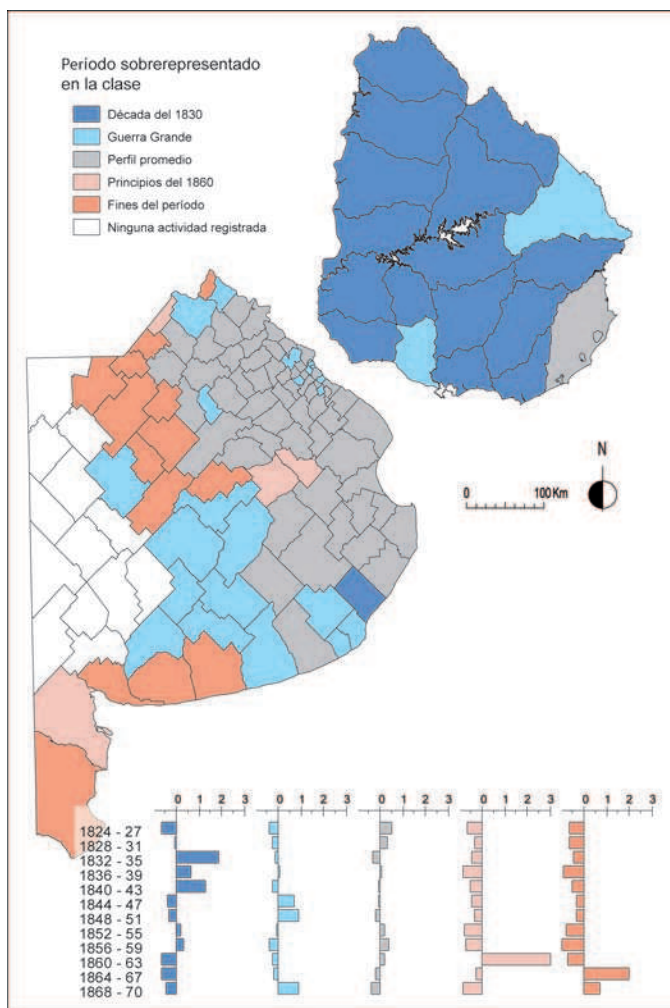 Periodo sobrerepresentado
en la clase
Década del 1830
Guerra Grande
Perfil promedio
Principios del 1860
Fines del período
Ninguna actividad registrada
N
0 100 Km
0 1 2 3 0 1 2 3 0 1 2 3 0 1 2 3 0 1 2 3
1824 - 27
1828 - 31
1832 - 35
1836 - 39
1840 - 43
1844 - 47
1848 - 51
1852 - 55
1856 - 59
1860 - 63
1864 - 67
1868 - 70